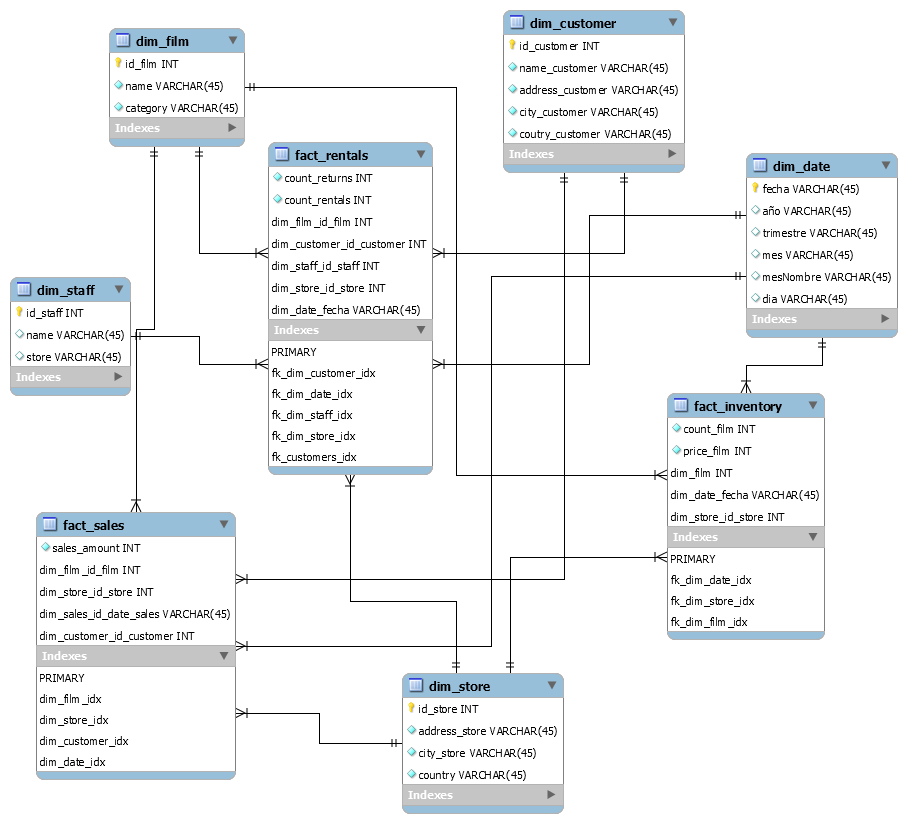 dim_film
id_film INT
name VARCHAR(45)
category VARCHAR(45)
Indexes
dim_customer
id_customer INT
name_customer VARCHAR(45)
address_customer VARCHAR(45)
city_customer VARCHAR(45)
coutry_customer VARCHAR(45)
Indexes
fact_rentals
count_returns INT
count_rentals INT
dim_film_id_film INT
dim_customer_id_customer INT
dim_staff_id_staff INT
dim_store_id_store INT
dim_date_fecha VARCHAR(45)
Indexes
PRIMARY
fk_dim_customer_idx
fk_dim_date_idx
fk_dim_staff_idx
fk_dim_store_idx
fk_customers_idx
dim_date
fecha VARCHAR(45)
año VARCHAR(45)
trimestre VARCHAR(45)
mes VARCHAR(45)
mesNombre VARCHAR(45)
dia VARCHAR(45)
Indexes
dim_staff
id_staff INT
name VARCHAR(45)
store VARCHAR(45)
Indexes
fact_inventory
count_film INT
price_film INT
dim_film INT
dim_date_fecha VARCHAR(45)
dim_store_id_store INT
Indexes
PRIMARY
fk_dim_date_idx
fk_dim_store_idx
fk_dim_film_idx
fact_sales
sales_amount INT
dim_film_id_film INT
dim_store_id_store INT
dim_sales_id_date_sales VARCHAR(45)
dim_customer_id_customer INT
Indexes
PRIMARY
dim_film_idx
dim_store_idx
dim_customer_idx
dim_date_idx
dim_store
id_store INT
address_store VARCHAR(45)
city_store VARCHAR(45)
country VARCHAR(45)
Indexes